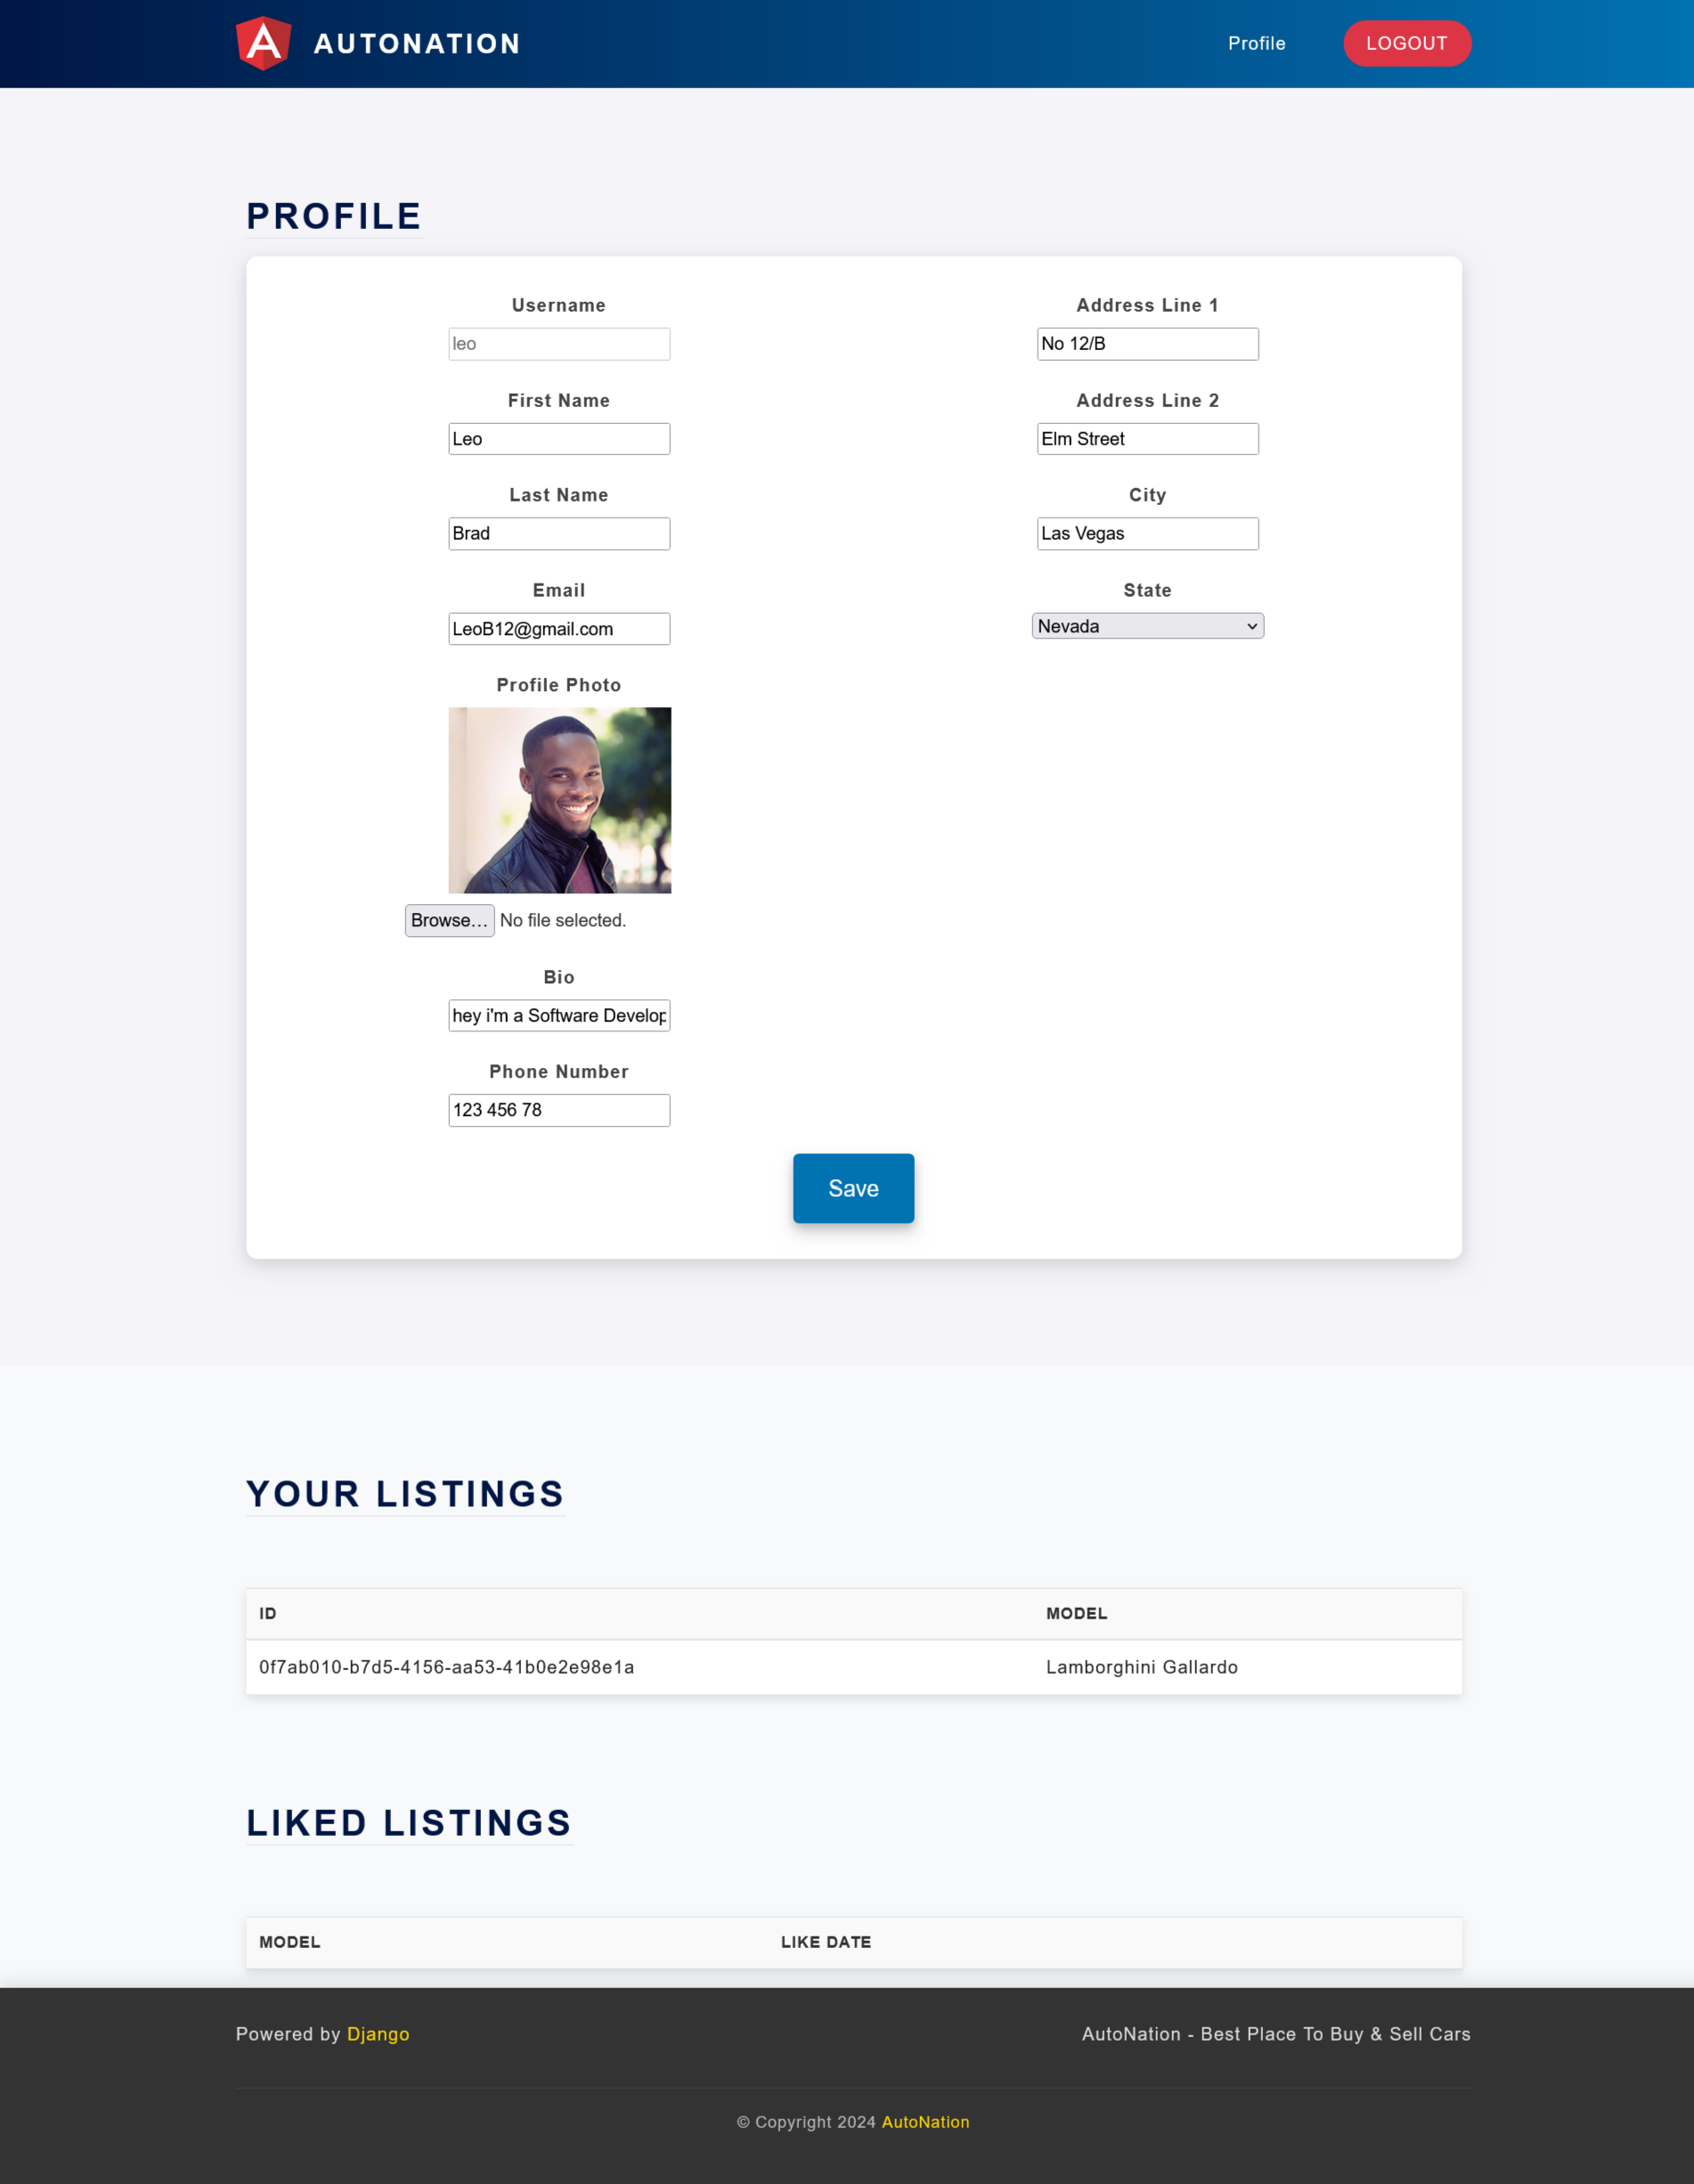 A AUTONATION
Profile
LOGOUT
PROFILE
Username
leo
First Name
Leo
Last Name
Brad
Email
LeoB12@gmail.com
Profile Photo
Browse… No file selected.
Bio
hey i'm a Software Develop
Phone Number
123 456 78
Address Line 1
No 12/B
Address Line 2
Elm Street
City
Las Vegas
State
Nevada
Save
YOUR LISTINGS
ID MODEL
0f7ab010-b7d5-4156-aa53-41b0e2e98e1a Lamborghini Gallardo
LIKED LISTINGS
MODEL LIKE DATE
Powered by Django
AutoNation - Best Place To Buy & Sell Cars
© Copyright 2024 AutoNation